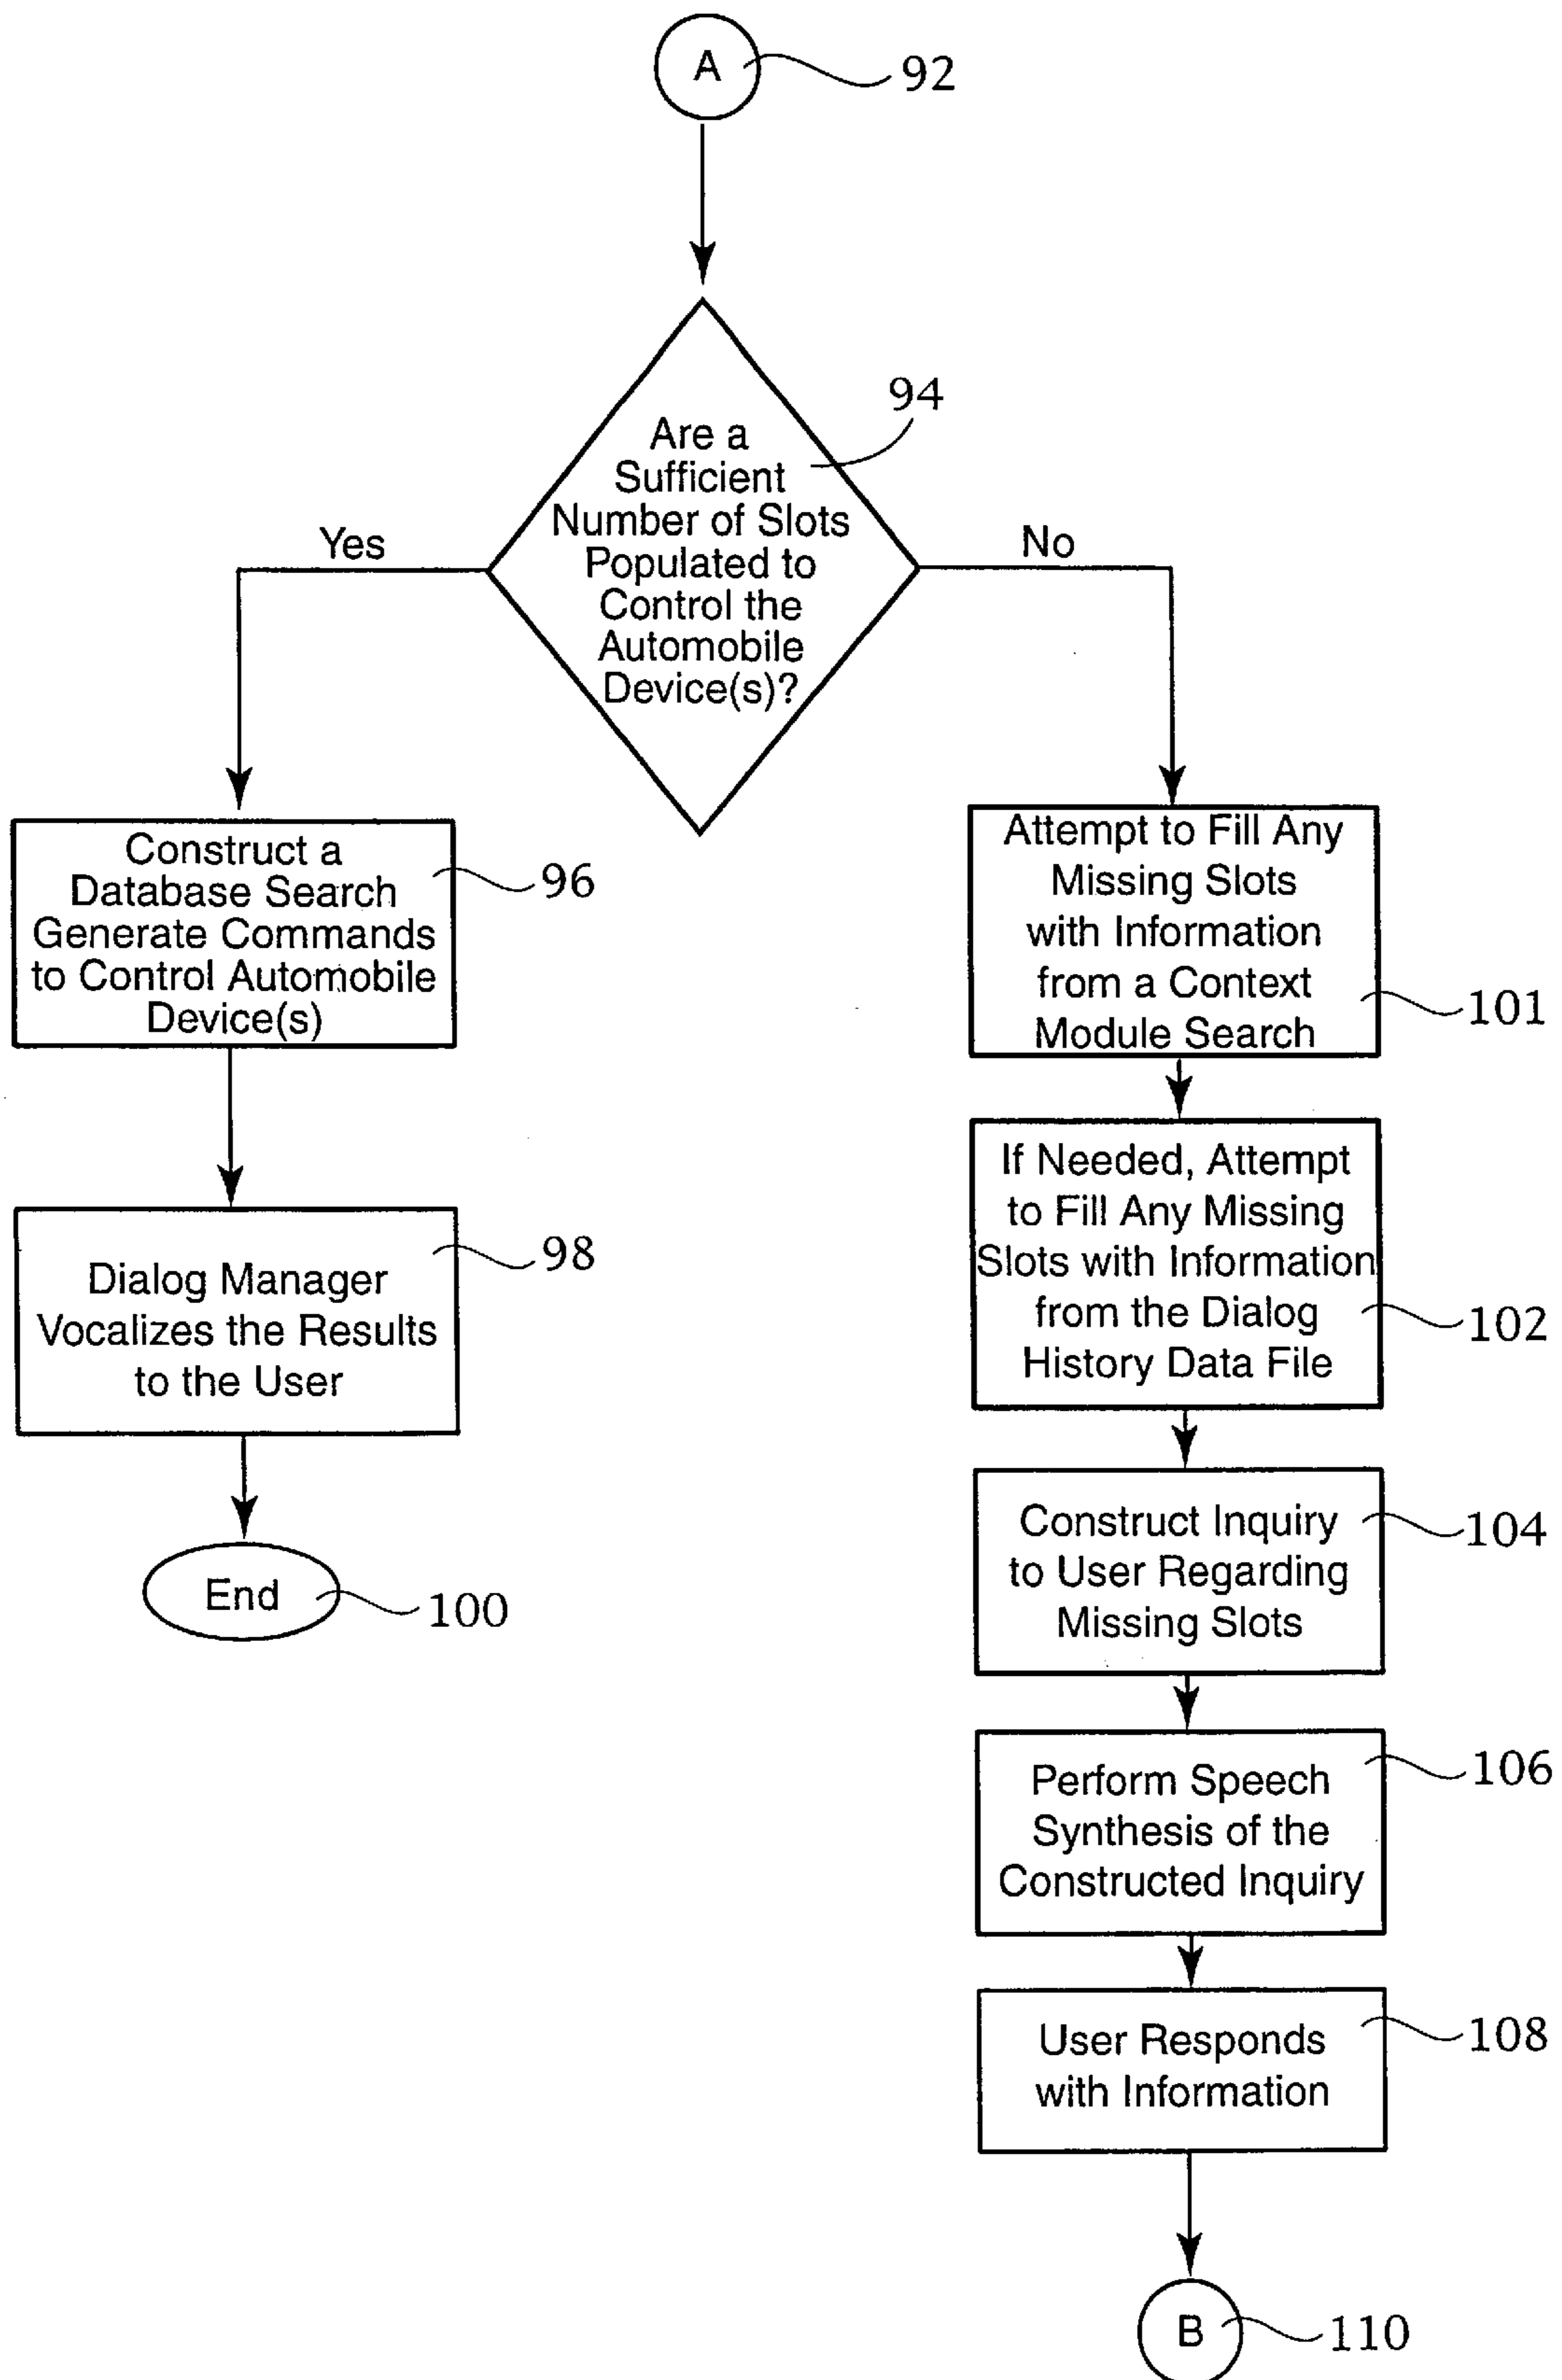 A
92
94
Are a
Sufficient
Number of Slots
Populated to
Control the
Automobile
Device(s)?
Yes
No
Construct a
Database Search
Generate Commands
to Control Automobile
Device(s)
96
Dialog Manager
Vocalizes the Results
to the User
98
End
100
Attempt to Fill Any
Missing Slots
with Information
from a Context
Module Search
101
If Needed, Attempt
to Fill Any Missing
Slots with Information
from the Dialog
History Data File
102
Construct Inquiry
to User Regarding
Missing Slots
104
Perform Speech
Synthesis of the
Constructed Inquiry
106
User Responds
with Information
108
B
110